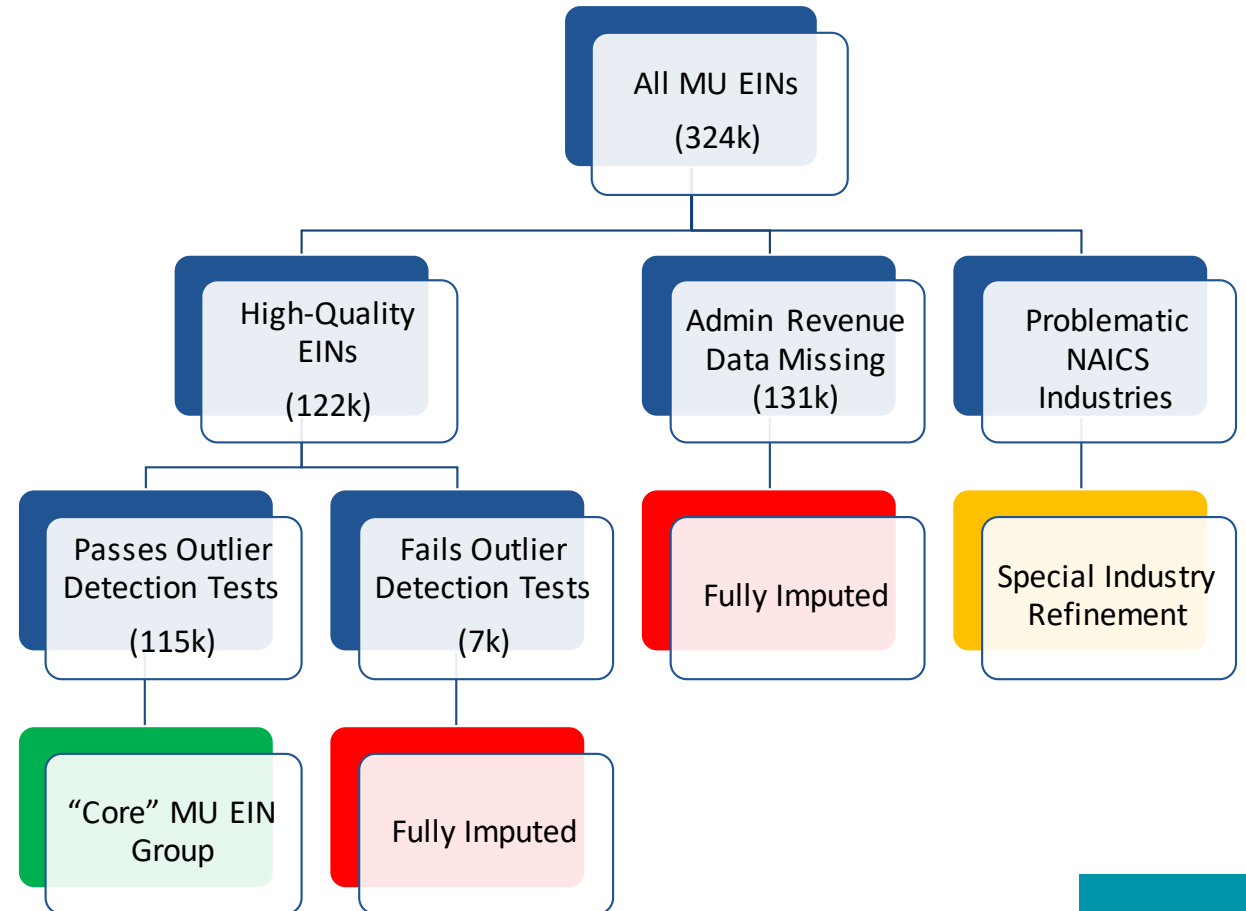 All MU EINs
(324k)
High-Quality
EINs
(122k)
Admin Revenue
Data Missing
(131k)
Problematic
NAICS
Industries
Passes Outlier
Detection Tests
(115k)
Fails Outlier
Detection Tests
(7k)
Fully Imputed
Special Industry
Refinement
“Core” MU EIN
Group
Fully Imputed